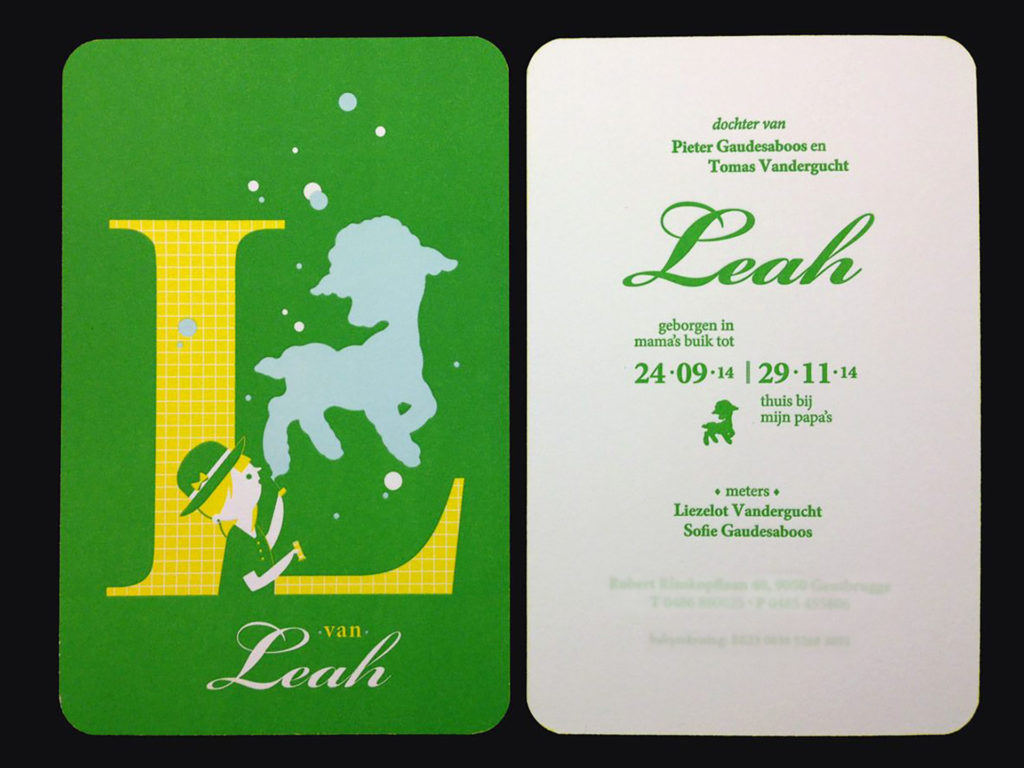 L
·van·
Leah
dochter van
Pieter Gaudesaboos en
Tomas Vandergucht
Leah
geborgen in
mama's buik tot
24·09·14 | 29·11·14
thuis bij
mijn papa's
♦ meters ♦
Liezelot Vandergucht
Sofie Gaudesaboos